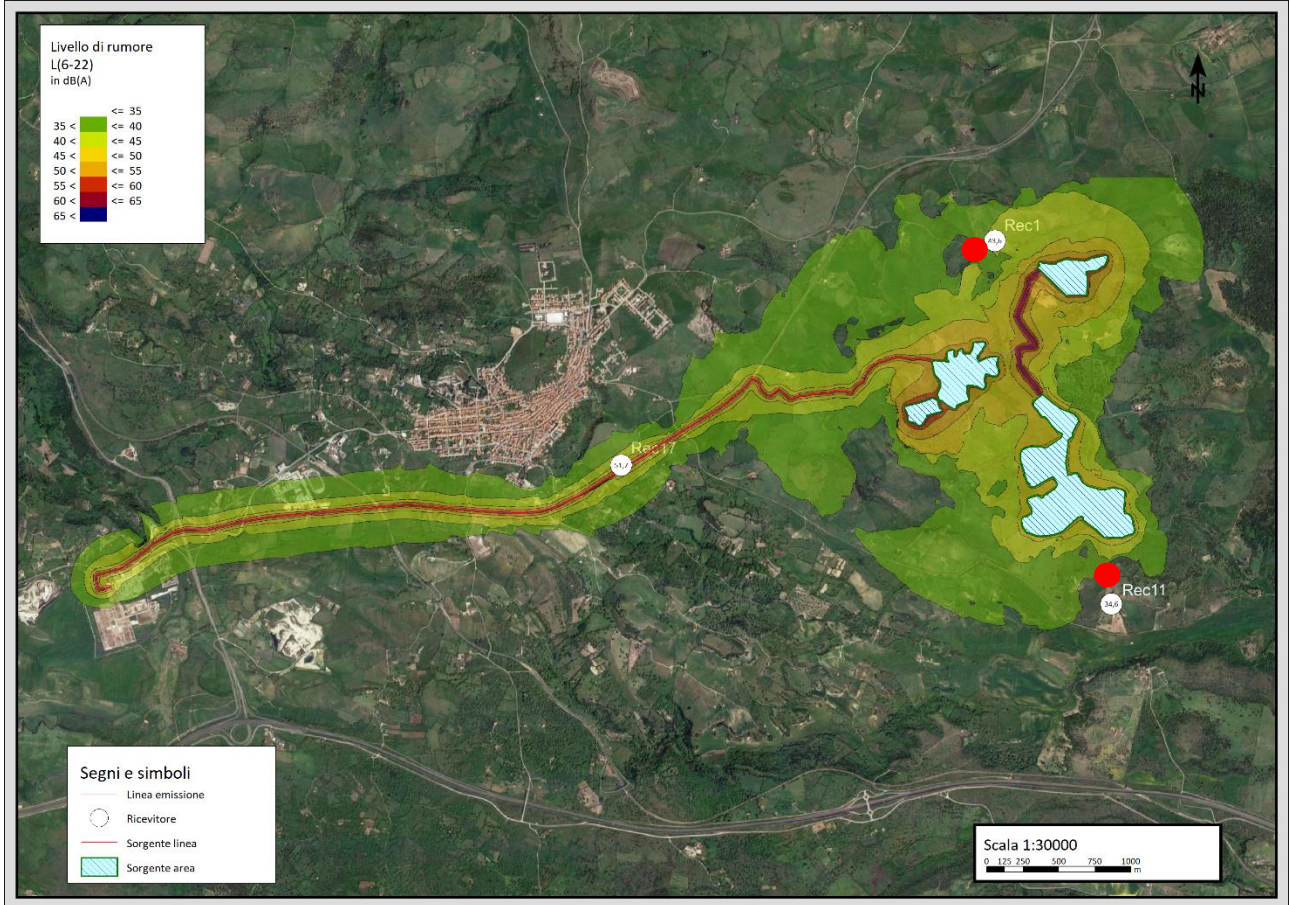 Livello di rumore
L(6-22)
in dB(A)
<= 35
35 < <= 40
40 < <= 45
45 < <= 50
50 < <= 55
55 < <= 60
60 < <= 65
65 <
N
Rec1
Rec17
51,7
Rec11
34,6
Segni e simboli
Linea emissione
Ricevitore
Sorgente linea
Sorgente area
Scala 1:30000
0 125 250 500 750 1000
m